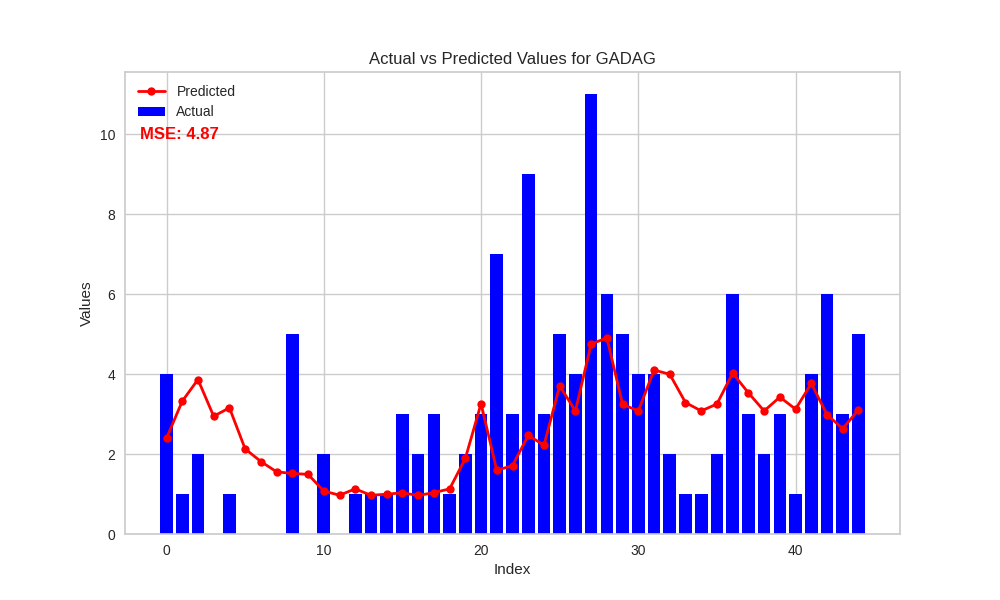 Actual vs Predicted Values for GADAG
Predicted
Actual
MSE: 4.87
Values
10
8
6
4
2
0
0 10 20 30 40
Index